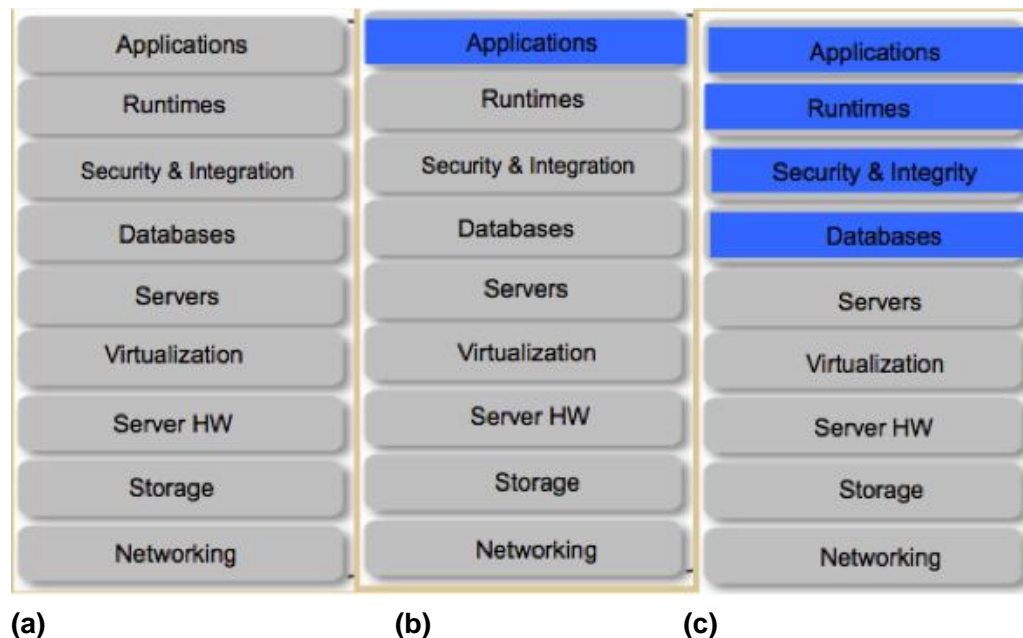 Applications
Runtimes
Security & Integration
Databases
Servers
Virtualization
Server HW
Storage
Networking
Applications
Runtimes
Security & Integration
Databases
Servers
Virtualization
Server HW
Storage
Networking
Applications
Runtimes
Security & Integrity
Databases
Servers
Virtualization
Server HW
Storage
Networking
(a) (b) (c)